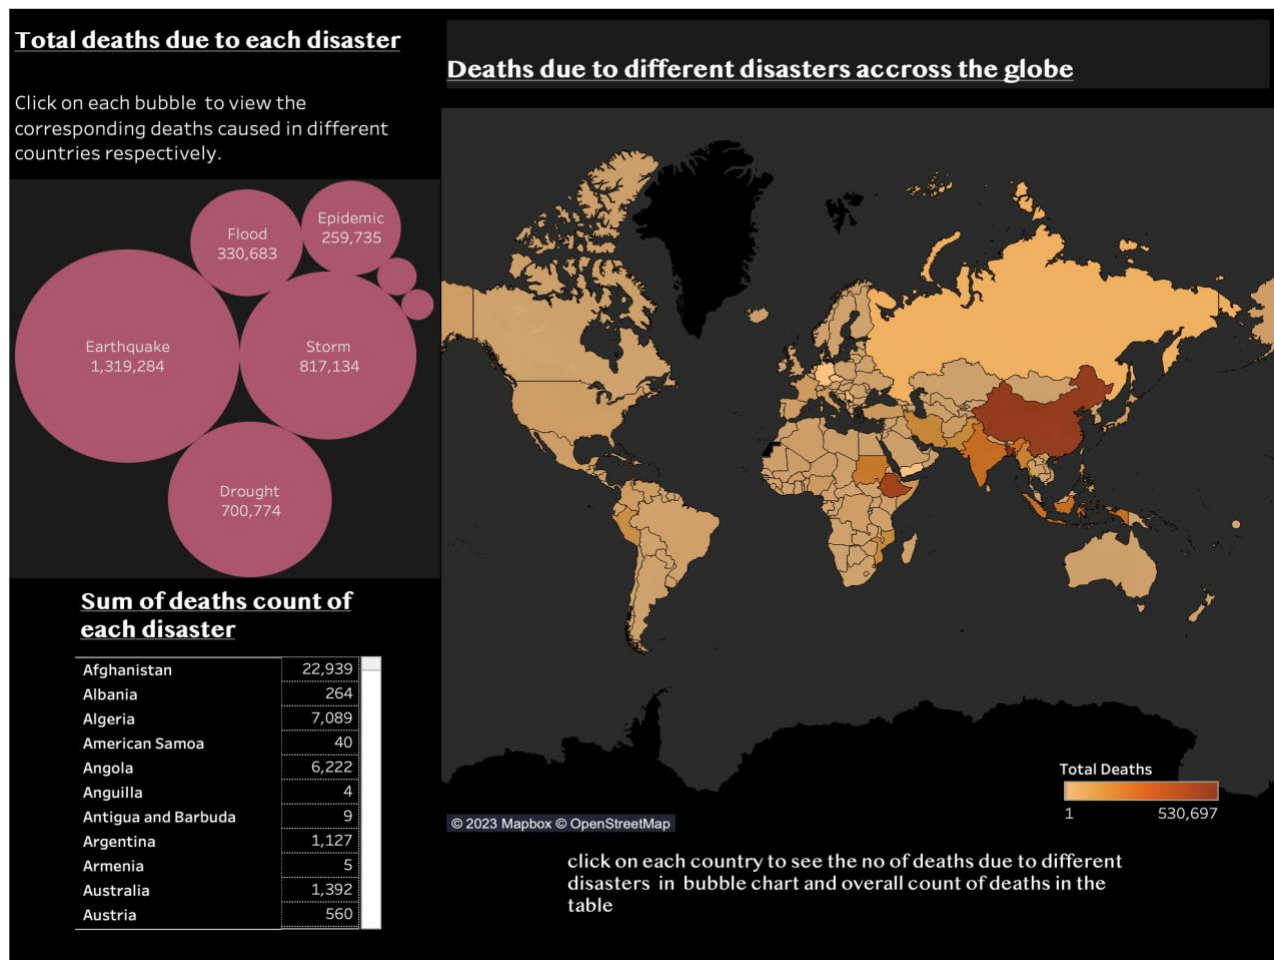 Total deaths due to each disaster
Click on each bubble  to view the
corresponding deaths caused in different
countries respectively.
Flood
330,683
Epidemic
259,735
Earthquake
1,319,284
Storm
817,134
Drought
700,774
Sum of deaths count of
each disaster
Afghanistan 22,939
Albania 264
Algeria 7,089
American Samoa 40
Angola 6,222
Anguilla 4
Antigua and Barbuda 9
Argentina 1,127
Armenia 5
Australia 1,392
Austria 560
Deaths due to different disasters accross the globe
Total Deaths
1 530,697
© 2023 Mapbox © OpenStreetMap
click on each country to see the no of deaths due to different
disasters  in  bubble chart and overall count of deaths in the
table